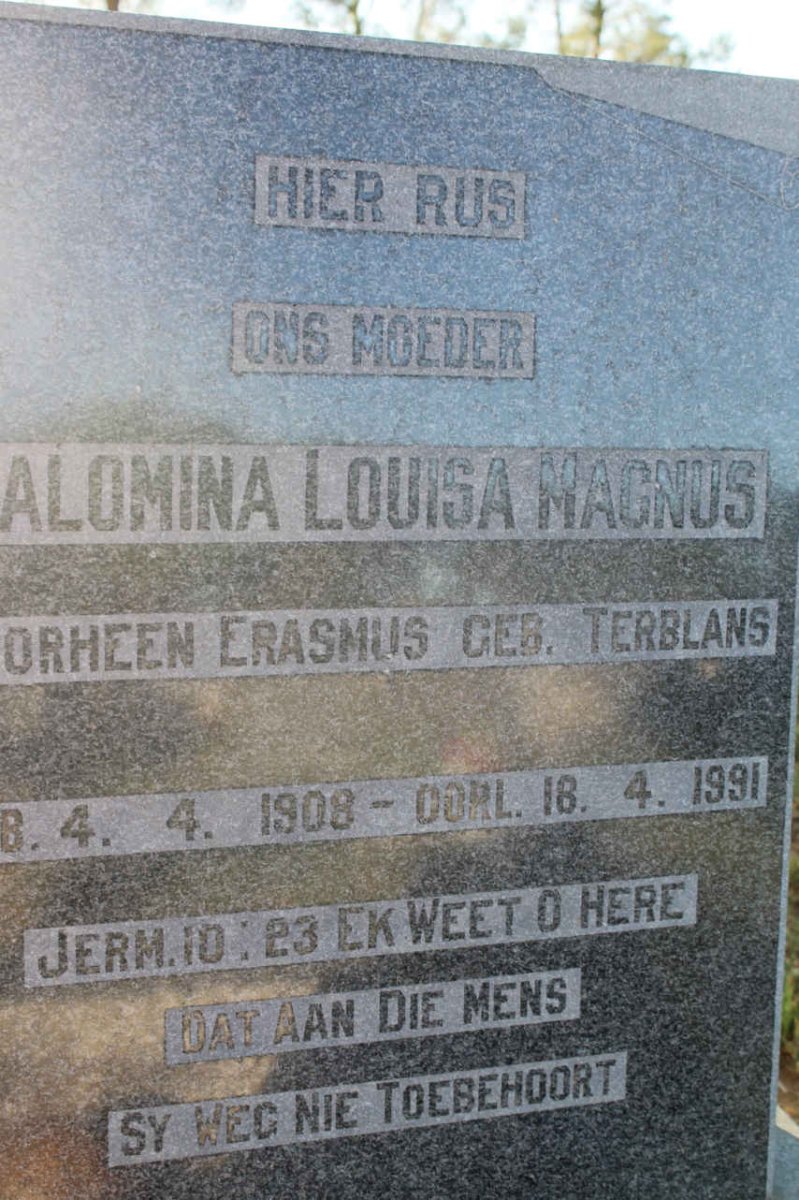 HIER RUS
ONS MOEDER
ALOMINA LOUISA MAGNUS
ORHEEN ERASMUS GEB. TERBLANS
B. 4. 4. 1908 - OORL. 18. 4. 1991
JERM. 10 : 23 EK WEET O HERE
DAT AAN DIE MENS
SY WEG NIE TOEBEHOORT